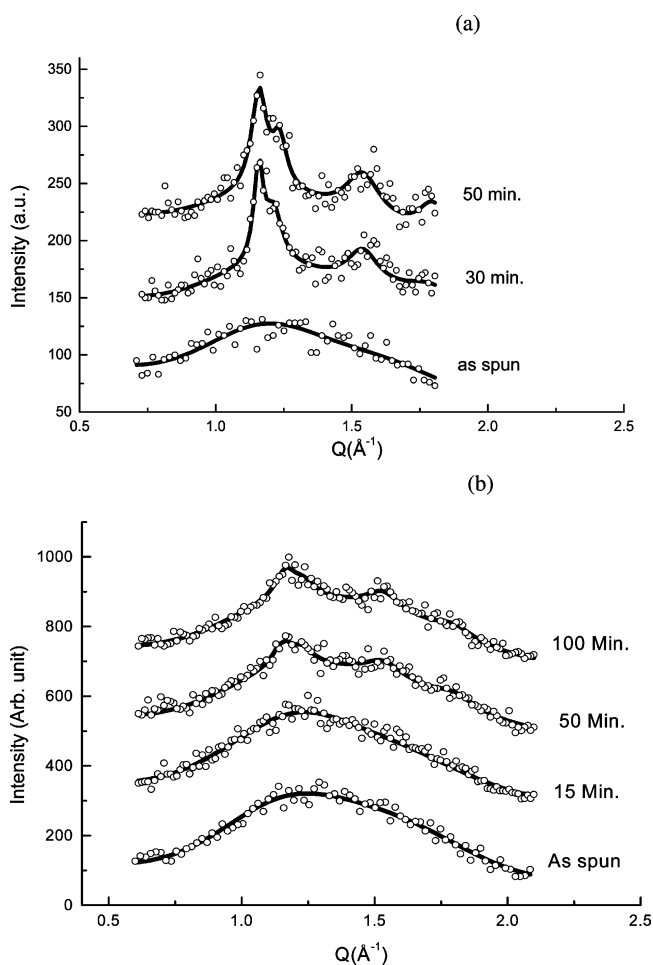 (a)
350
300
250
200
150
100
50
Intensity (a.u.)
50 min.
30 min.
as spun
0.5
1.0
1.5
2.0
2.5
Q(Å⁻¹)
(b)
1000
800
600
400
200
0
Intensity (Arb. unit)
100 Min.
50 Min.
15 Min.
As spun
0.5
1.0
1.5
2.0
2.5
Q(Å⁻¹)